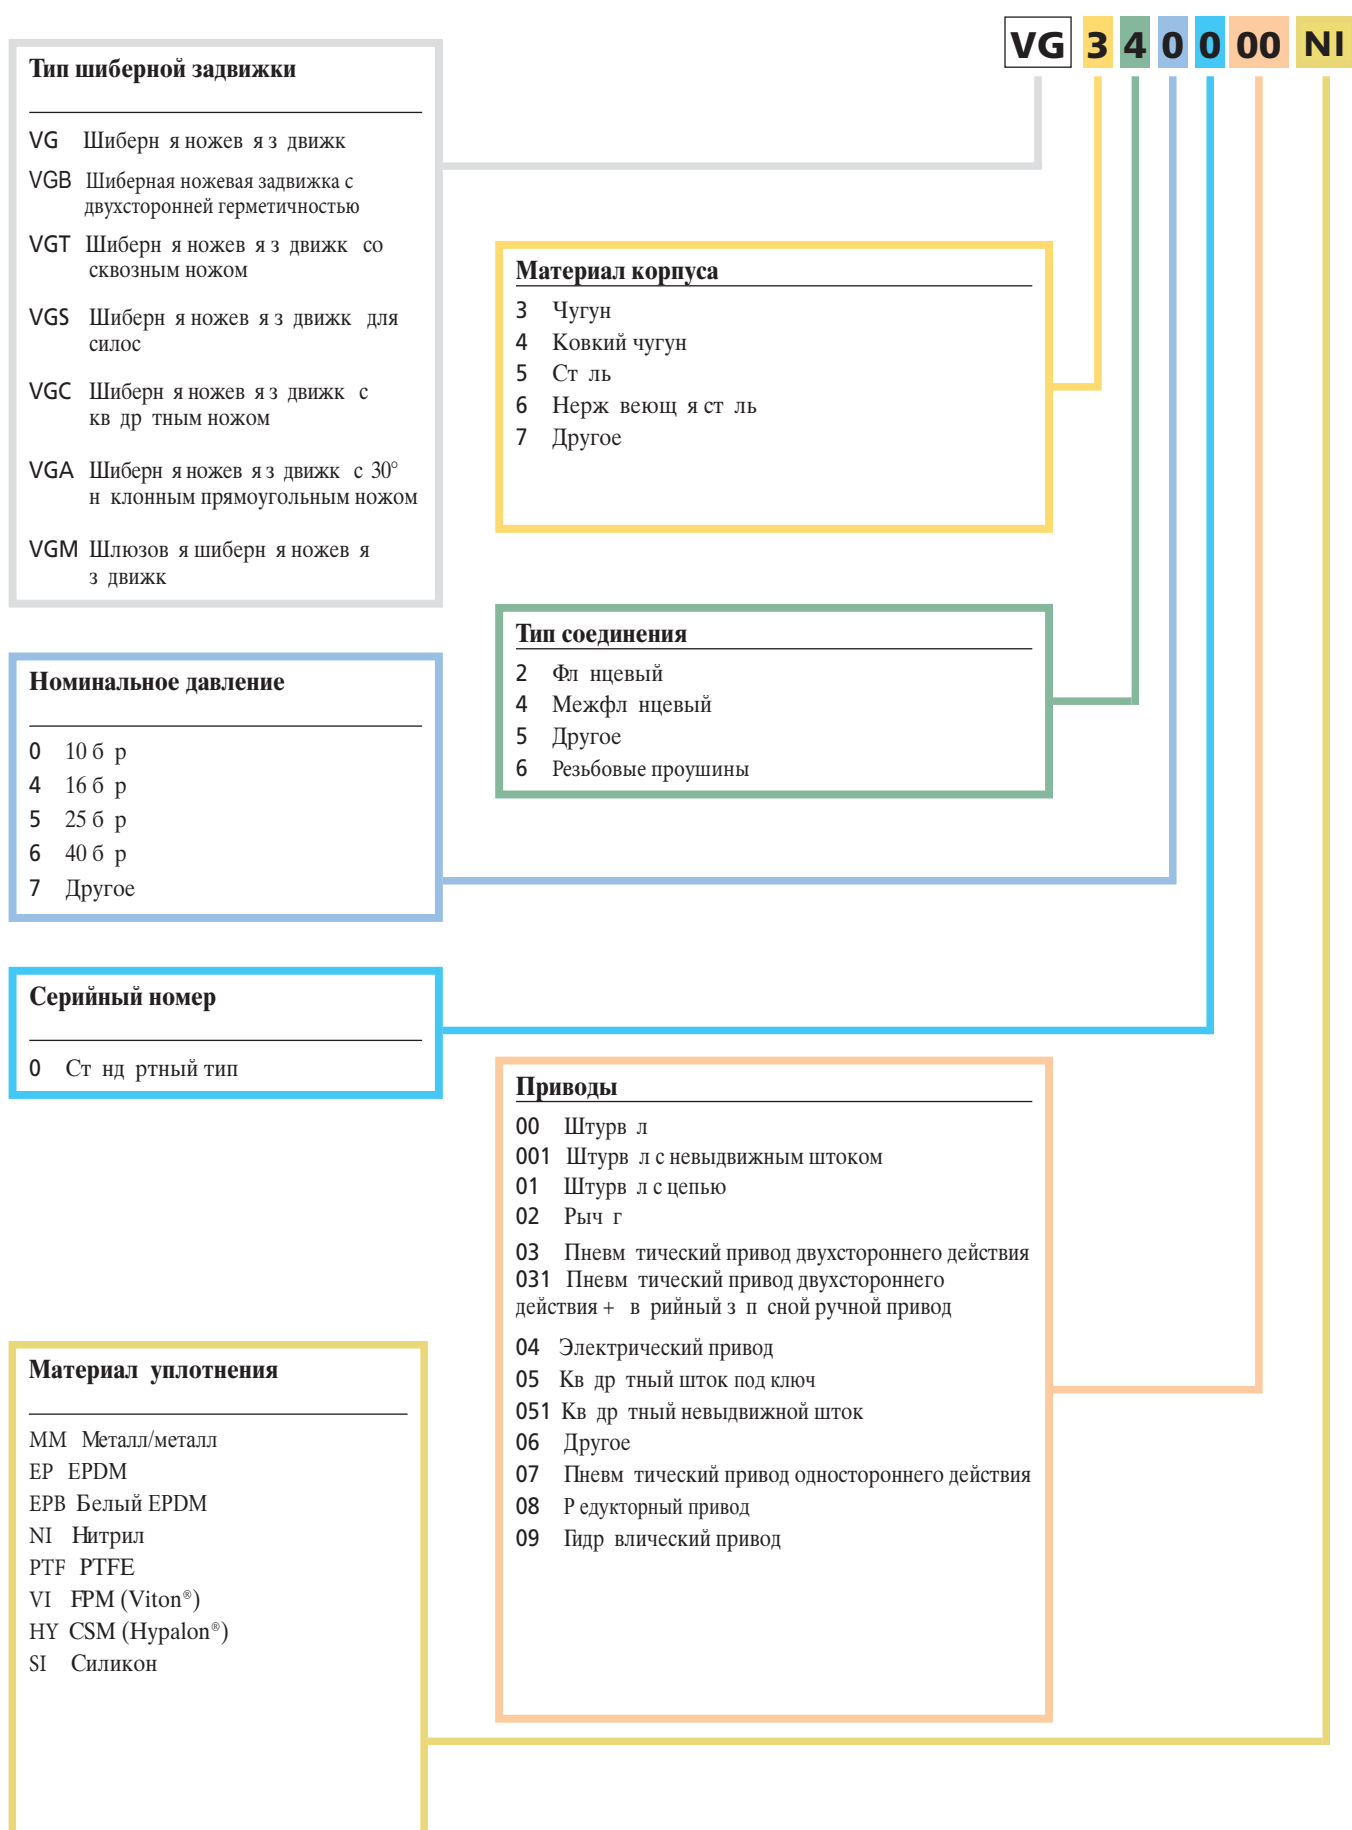 VG 3 4 0 0 00 NI
Тип шиберной задвижки
VG Шиберн я ножев я з движк
VGB Шиберная ножевая задвижка с
двухсторонней герметичностью
VGT Шиберн я ножев я з движк со
сквозным ножом
VGS Шиберн я ножев я з движк для
силос
VGC Шиберн я ножев я з движк с
кв др тным ножом
VGA Шиберн я ножев я з движк с 30°
н клонным прямоугольным ножом
VGM Шлюзов я шиберн я ножев я
з движк
Материал корпуса
3 Чугун
4 Ковкий чугун
5 Ст ль
6 Нерж веющ я ст ль
7 Другое
Тип соединения
2 Фл нцевый
4 Межфл нцевый
5 Другое
6 Резьбовые проушины
Номинальное давление
0 10 б р
4 16 б р
5 25 б р
6 40 б р
7 Другое
Серийный номер
0 Ст нд ртный тип
Приводы
00 Штурв л
001 Штурв л с невыдвижным штоком
01 Штурв л с цепью
02 Рыч г
03 Пневм тический привод двухстороннего действия
031 Пневм тический привод двухстороннего
действия + в рийный з п сной ручной привод
04 Электрический привод
05 Кв др тный шток под ключ
051 Кв др тный невыдвижной шток
06 Другое
07 Пневм тический привод одностороннего действия
08 Р едукторный привод
09 Гидр влический привод
Материал уплотнения
MM Металл/металл
EP EPDM
EPB Белый EPDM
NI Нитрил
PTF PTFE
VI FPM (Viton®)
HY CSM (Hypalon®)
SI Силикон